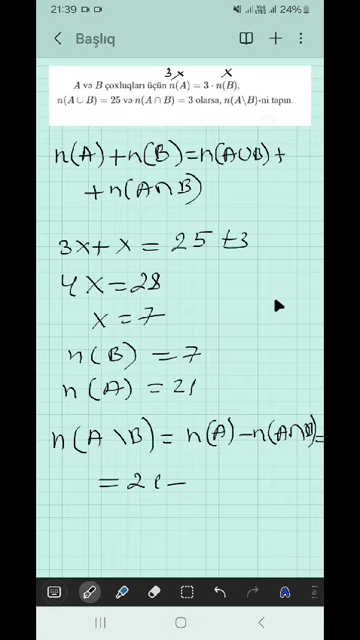 21:39 24%
Başlıq
3x x
A və B çoxluqları üçün n(A) = 3 · n(B),
n(A ∪ B) = 25 və n(A ∩ B) = 3 olarsa, n(A\B)-ni tapın.
n(A)+n(B)=n(A∪B)+
+n(A∩B)
3x+x=25+3
4x=28
x=7
n(B)=7
n(A)=21
n(A\B)=n(A)-n(A∩B)=
=21-